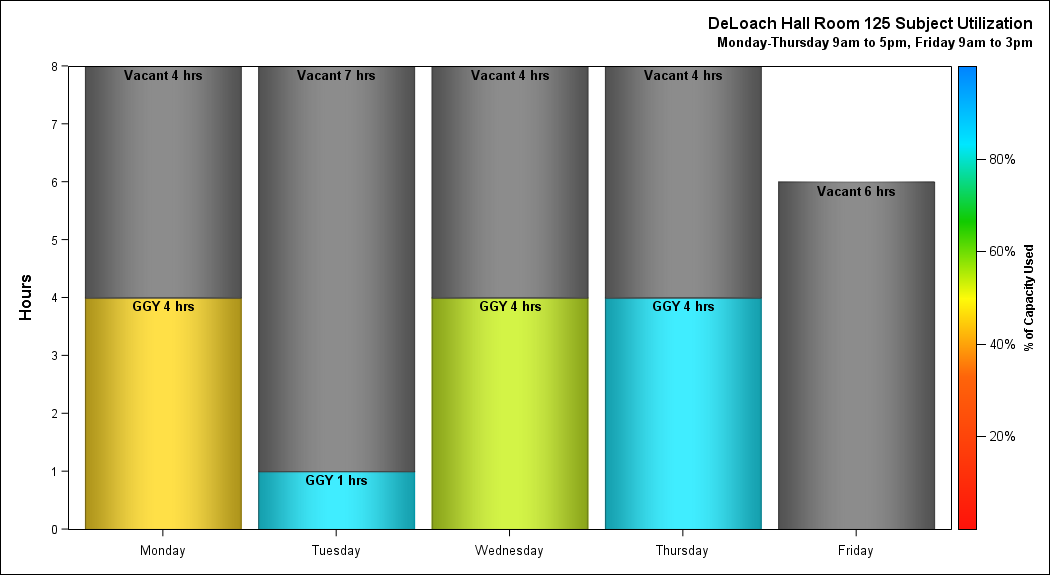 DeLoach Hall Room 125 Subject Utilization
Monday-Thursday 9am to 5pm, Friday 9am to 3pm
Hours
8
7
6
5
4
3
2
1
0
Vacant 4 hrs
GGY 4 hrs
Vacant 7 hrs
GGY 1 hrs
Vacant 4 hrs
GGY 4 hrs
Vacant 4 hrs
GGY 4 hrs
Vacant 6 hrs
Monday
Tuesday
Wednesday
Thursday
Friday
80%
60%
40%
20%
% of Capacity Used